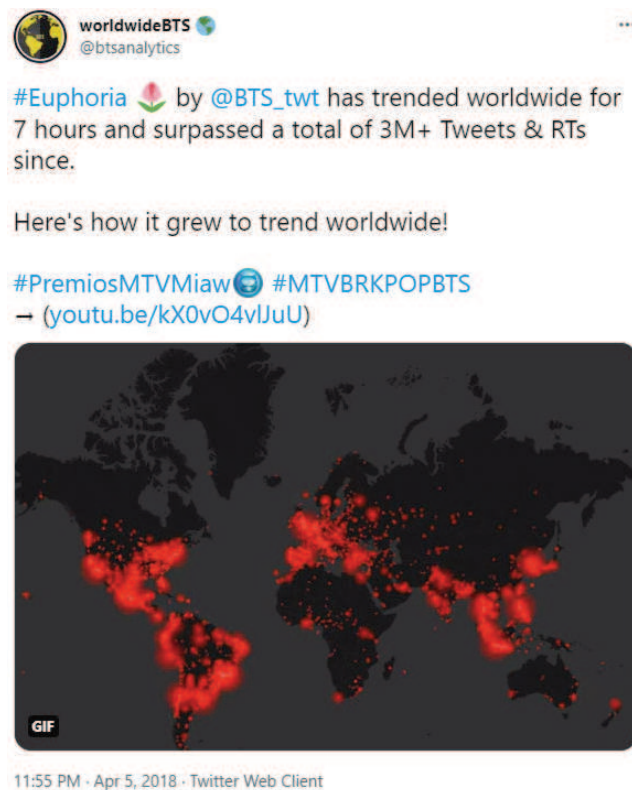 worldwideBTS
@btsanalytics
#Euphoria by @BTS_twt has trended worldwide for
7 hours and surpassed a total of 3M+ Tweets & RTs
since.
Here's how it grew to trend worldwide!
#PremiosMTVMiaw #MTVBRKPOPBTS
→ (youtu.be/kX0vO4vlJuU)
GIF
11:55 PM · Apr 5, 2018 · Twitter Web Client